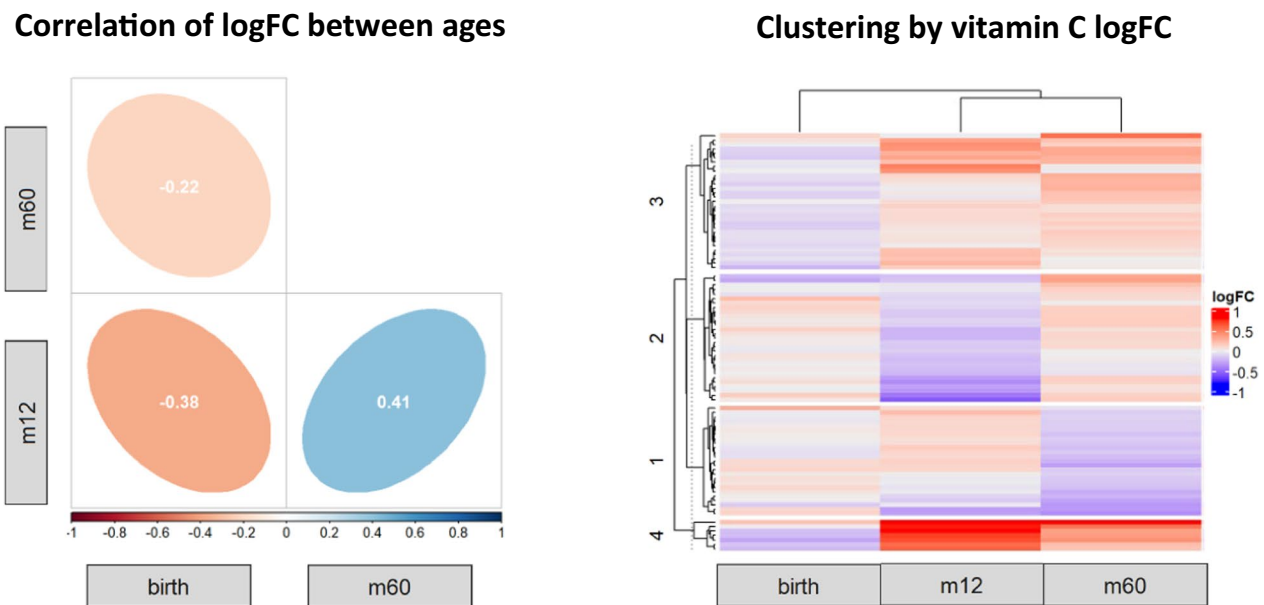 Correlation of logFC between ages
m60
-0.22
m12
-0.38
0.41
-1 -0.8 -0.6 -0.4 -0.2 0 0.2 0.4 0.6 0.8 1
birth m60
Clustering by vitamin C logFC
3
2
1
4
logFC
1
0.5
0
-0.5
-1
birth m12 m60